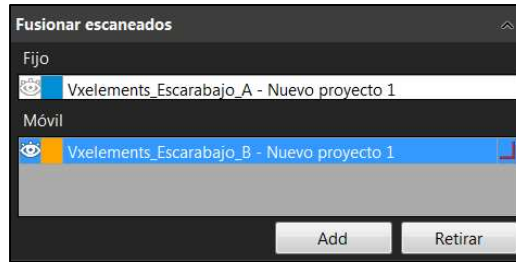 Fusionar escaneados
Fijo
Vxelements_Escarabajo_A - Nuevo proyecto 1
Móvil
Vxelements_Escarabajo_B - Nuevo proyecto 1
Add Retirar